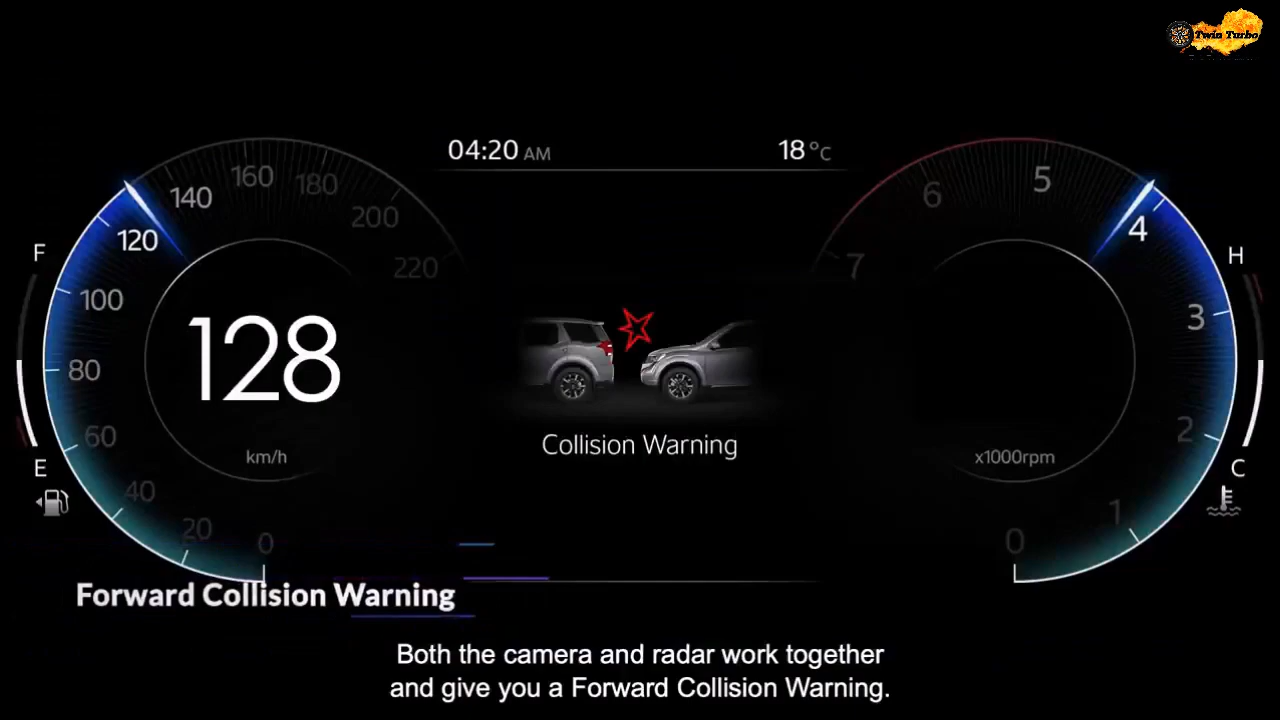 Twin Turbo
04:20 AM
18 °C
160
180
140
200
120
220
100
80
60
40
20
0
F
E
128
km/h
Collision Warning
5
6
4
7
3
2
1
0
H
C
x1000rpm
Forward Collision Warning
Both the camera and radar work together
and give you a Forward Collision Warning.